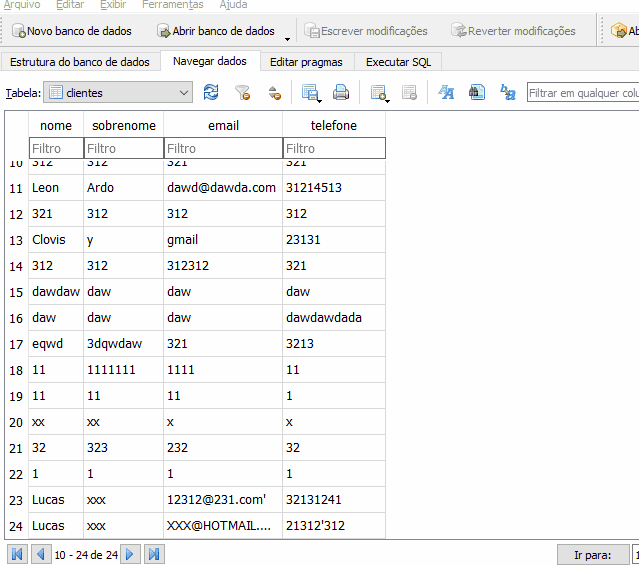 Arquivo Editar Exibir Ferramentas Ajuda
Novo banco de dados Abrir banco de dados Escrever modificações Reverter modificações Ab
Estrutura do banco de dados Navegar dados Editar pragmas Executar SQL
Tabela: clientes Filtrar em qualquer colu
nome sobrenome email telefone
Filtro Filtro Filtro Filtro
10 312 312 321 321
11 Leon Ardo dawd@dawda.com 31214513
12 321 312 312 312
13 Clovis y gmail 23131
14 312 312 312312 321
15 dawdaw daw daw daw
16 daw daw daw dawdawdada
17 eqwd 3dqwdaw 321 3213
18 11 1111111 1111 11
19 11 11 11 1
20 xx xx x x
21 32 323 232 32
22 1 1 1 1
23 Lucas xxx 12312@231.com' 32131241
24 Lucas xxx XXX@HOTMAIL.... 21312'312
10 - 24 de 24 Ir para: 1